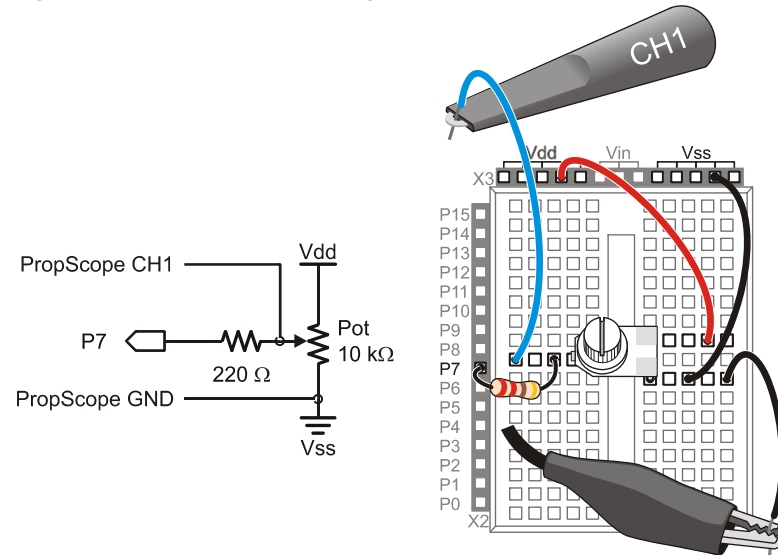 PropScope CH1
Vdd
P7
220 Ω
Pot
10 kΩ
PropScope GND
Vss
CH1
Vdd
Vin
Vss
X3
P15
P14
P13
P12
P11
P10
P9
P8
P7
P6
P5
P4
P3
P2
P1
P0
X2